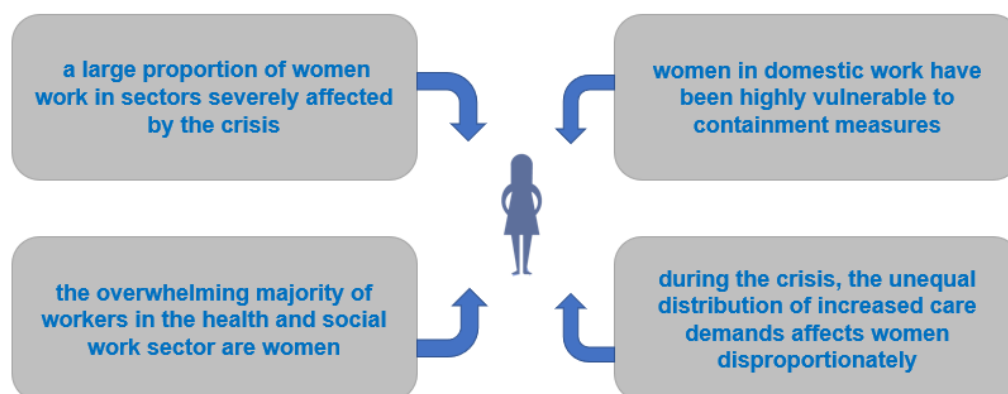 a large proportion of women
work in sectors severely affected
by the crisis
women in domestic work have
been highly vulnerable to
containment measures
the overwhelming majority of
workers in the health and social
work sector are women
during the crisis, the unequal
distribution of increased care
demands affects women
disproportionately